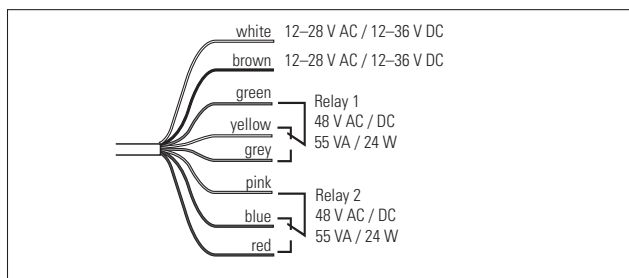 white 12–28 V AC / 12–36 V DC
brown 12–28 V AC / 12–36 V DC
green
Relay 1
48 V AC / DC
yellow
55 VA / 24 W
grey
pink
Relay 2
48 V AC / DC
blue
55 VA / 24 W
red